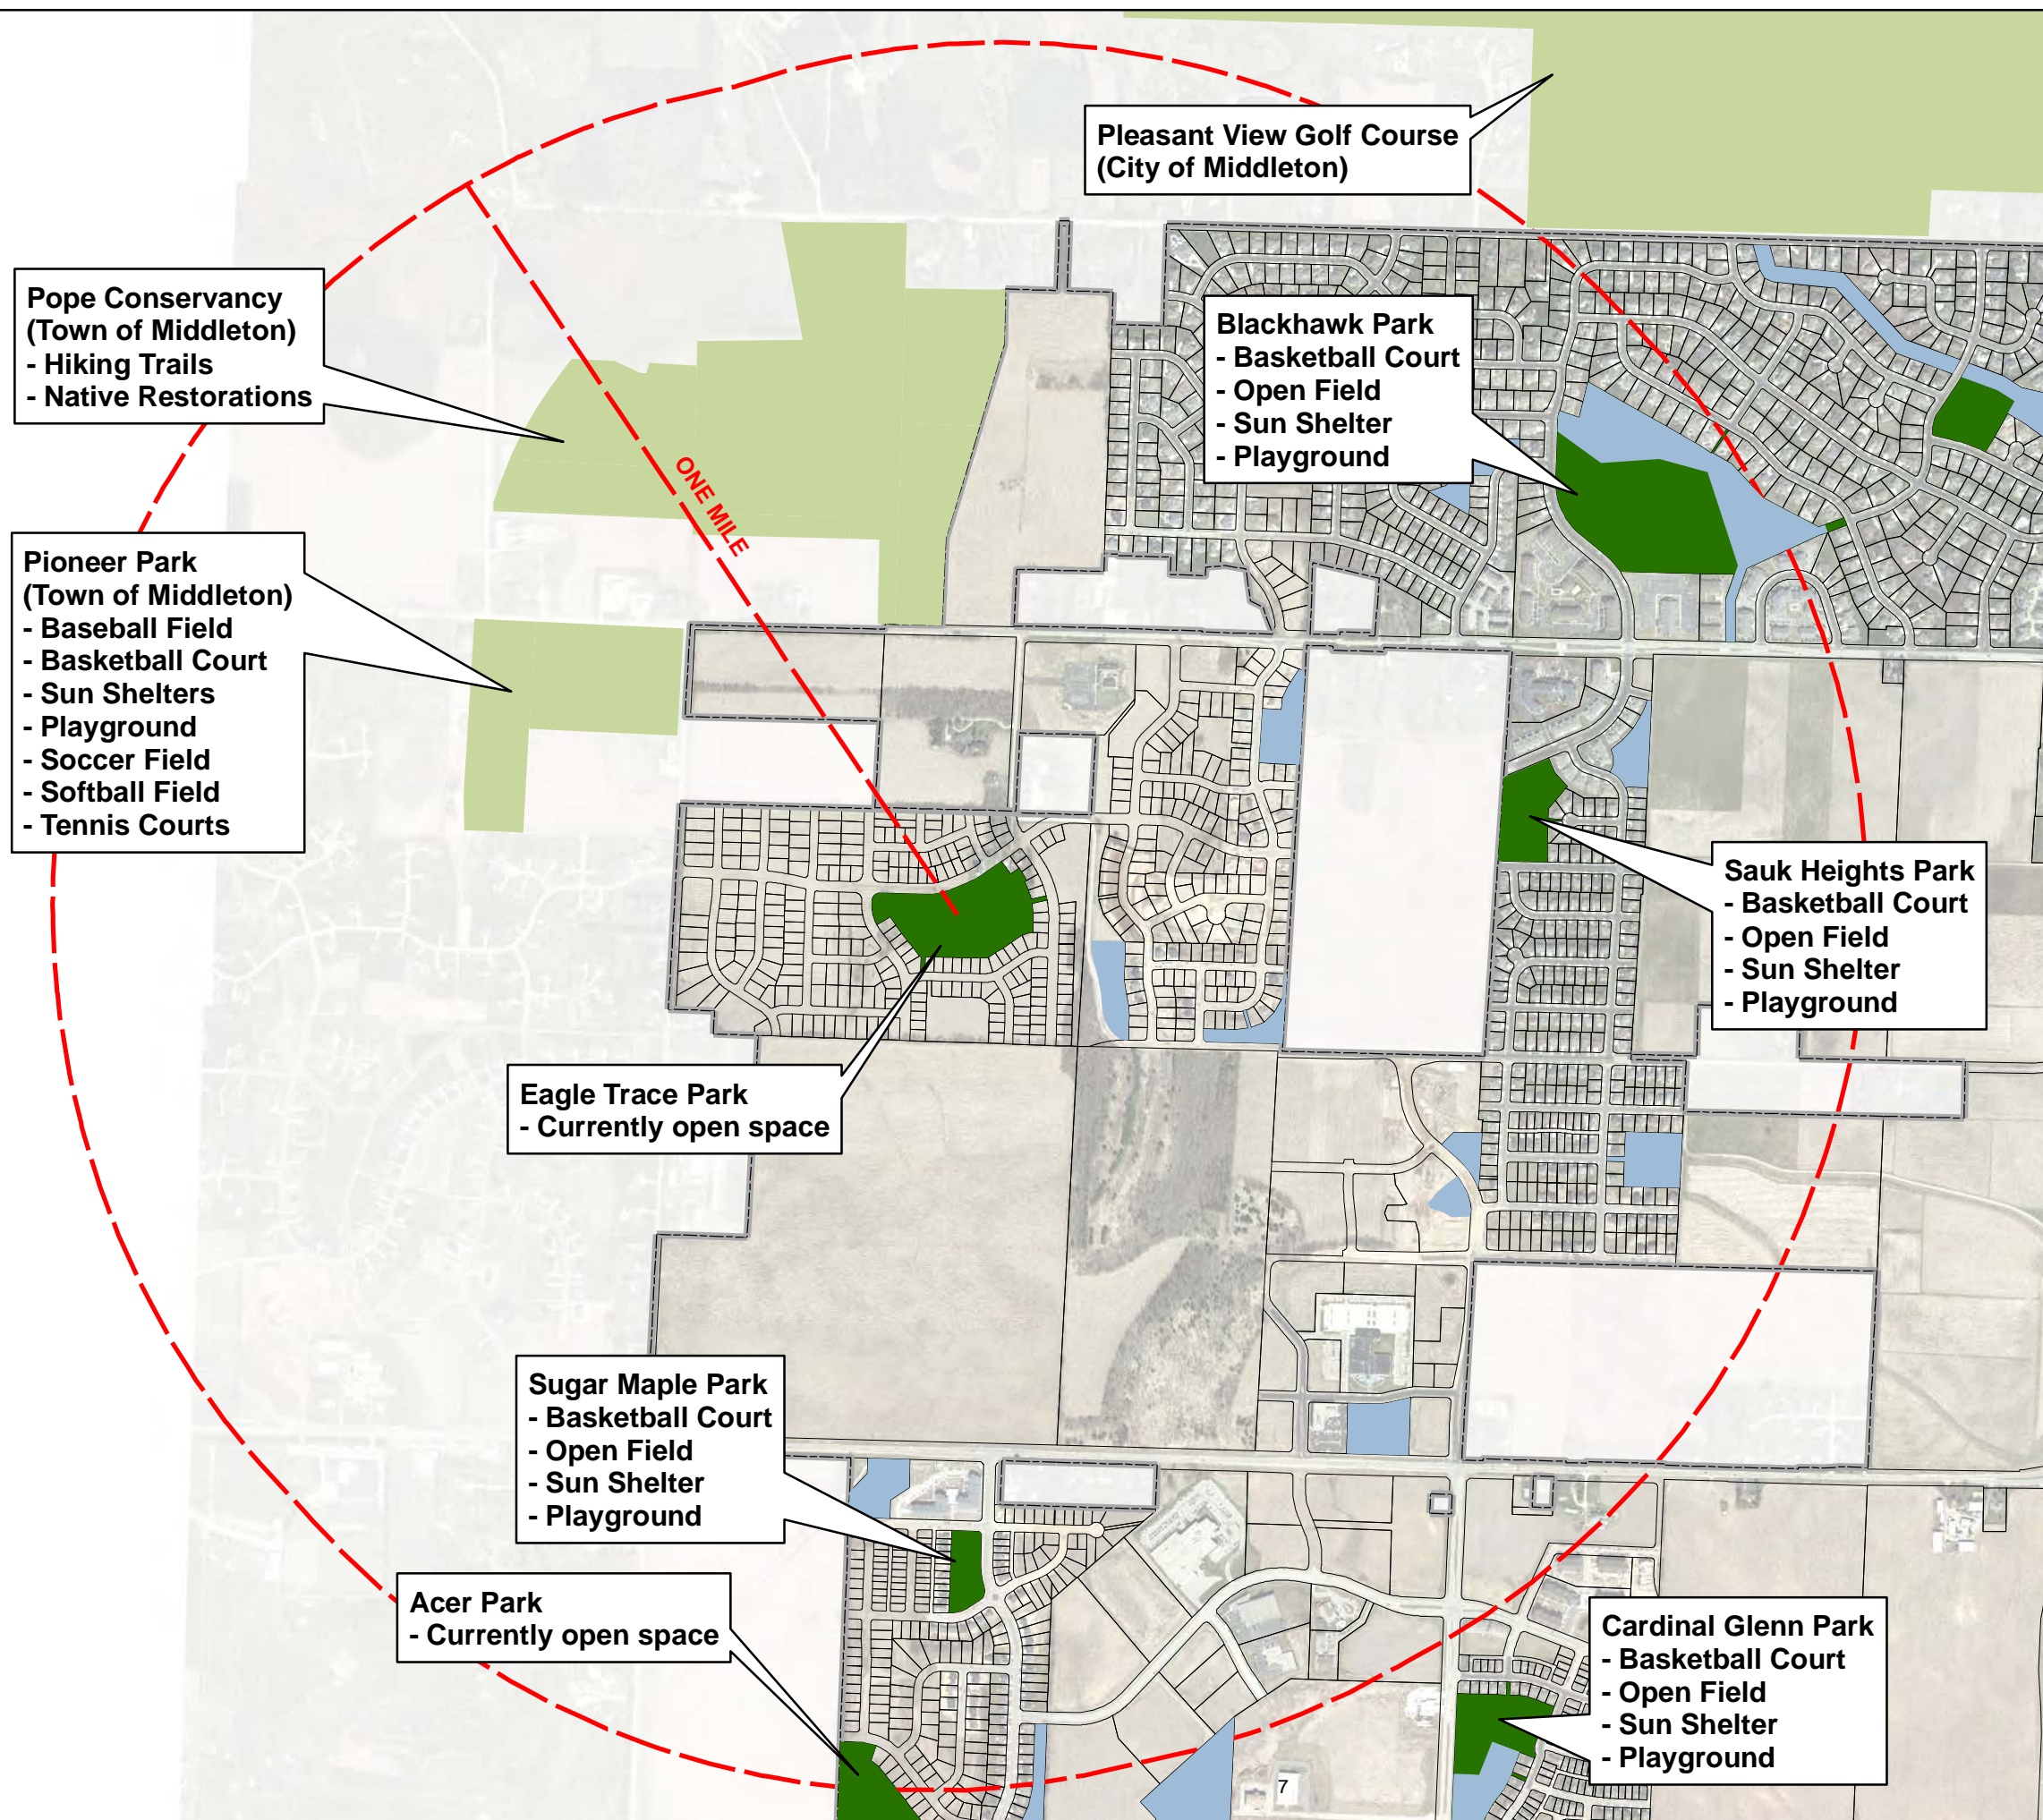 Pleasant View Golf Course
(City of Middleton)
Pope Conservancy
(Town of Middleton)
- Hiking Trails
- Native Restorations
Blackhawk Park
- Basketball Court
- Open Field
- Sun Shelter
- Playground
ONE MILE
Pioneer Park
(Town of Middleton)
- Baseball Field
- Basketball Court
- Sun Shelters
- Playground
- Soccer Field
- Softball Field
- Tennis Courts
Sauk Heights Park
- Basketball Court
- Open Field
- Sun Shelter
- Playground
Eagle Trace Park
- Currently open space
Sugar Maple Park
- Basketball Court
- Open Field
- Sun Shelter
- Playground
Acer Park
- Currently open space
Cardinal Glenn Park
- Basketball Court
- Open Field
- Sun Shelter
- Playground
7